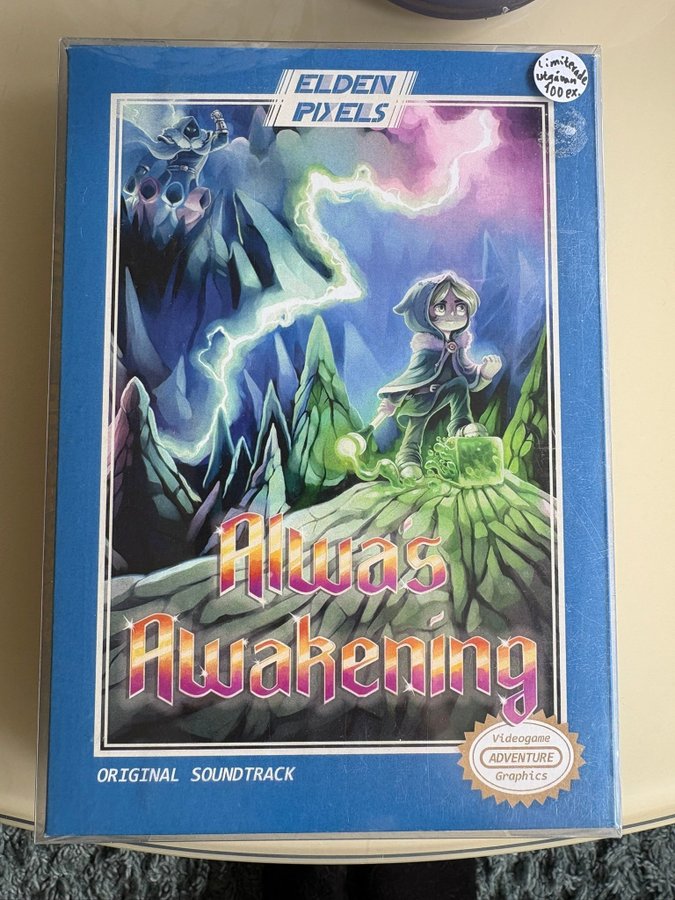 ELDEN
PIXELS
Limiterade
utgåvan
100 ex.
Alwa's
Awakening
ORIGINAL SOUNDTRACK
Videogame
ADVENTURE
Graphics